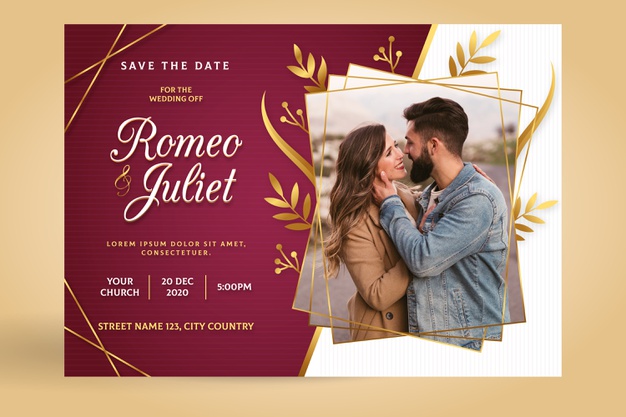 SAVE THE DATE
FOR THE
WEDDING OFF
Romeo
& Juliet
LOREM IPSUM DOLOR SIT AMET,
CONSECTETUER.
YOUR
CHURCH
20 DEC
2020
5:00PM
STREET NAME 123, CITY COUNTRY